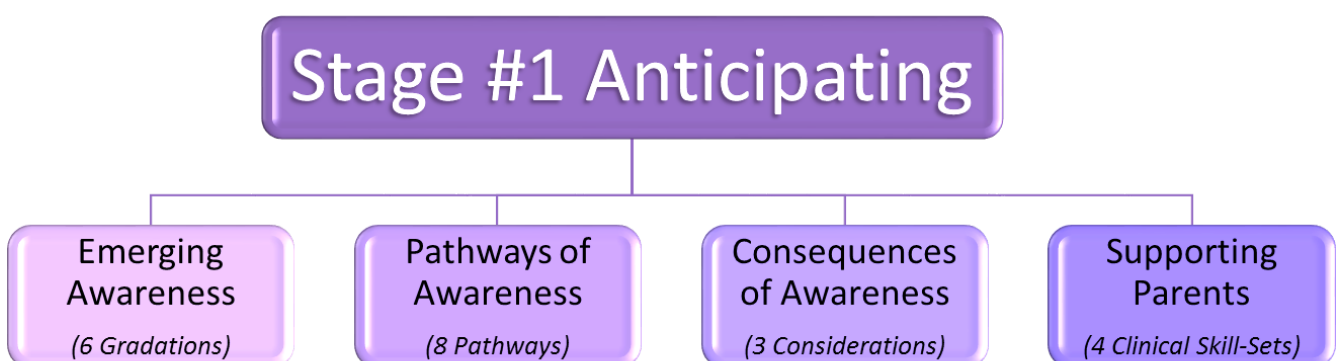 Stage #1 Anticipating
Emerging
Awareness
(6 Gradations)
Pathways of
Awareness
(8 Pathways)
Consequences
of Awareness
(3 Considerations)
Supporting
Parents
(4 Clinical Skill-Sets)